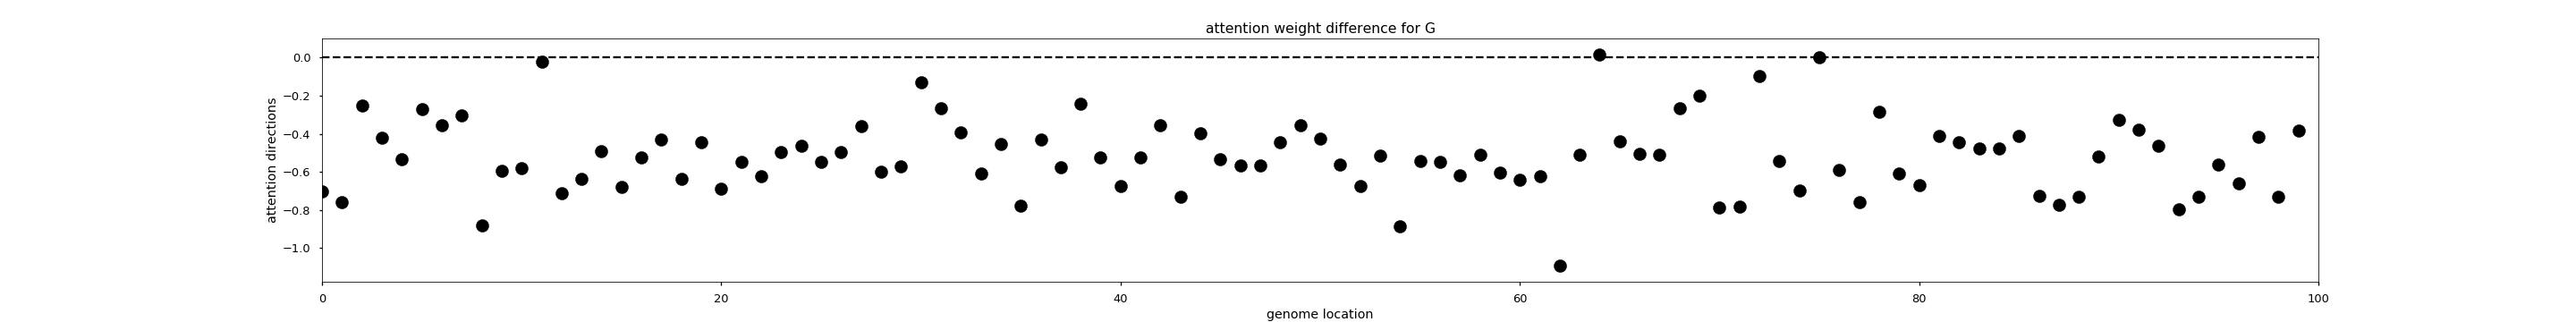 attention weight difference for G
0.0
−0.2
−0.4
−0.6
−0.8
−1.0
attention directions
0 20 40 60 80 100
genome location